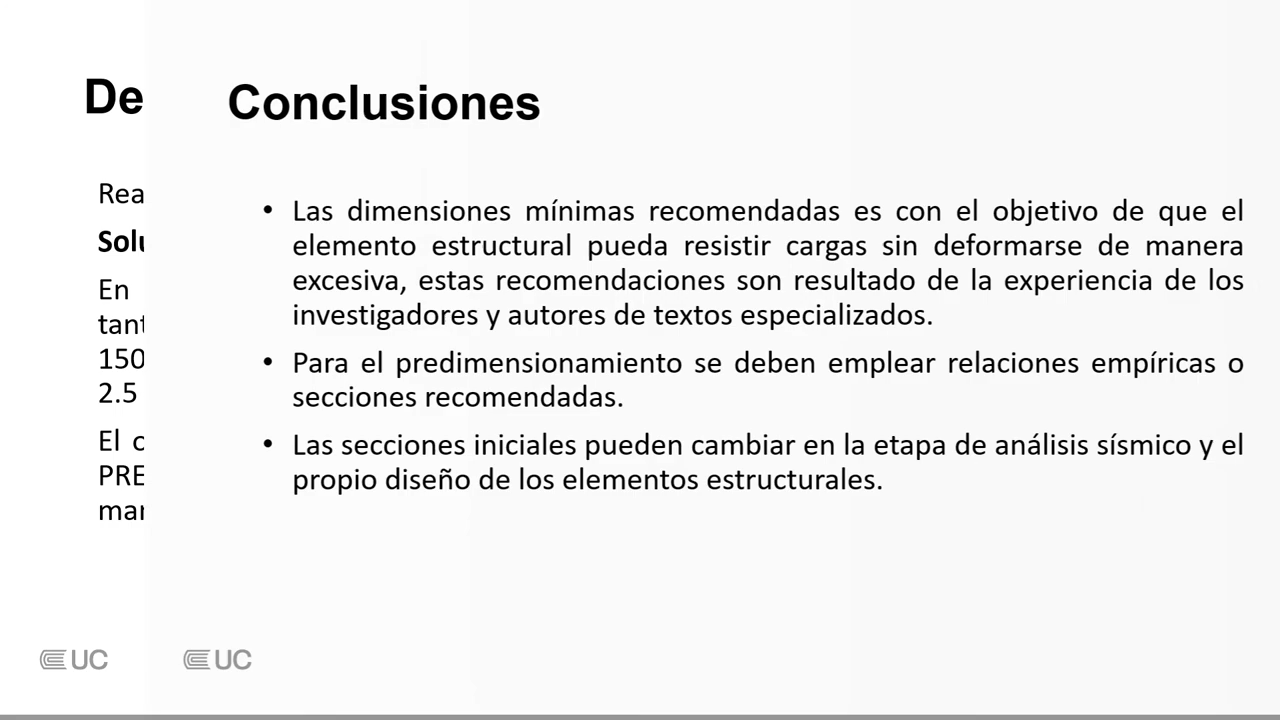 De
Rea
Solu
En
tant
150
2.5
El c
PRE
mar
UC
Conclusiones
• Las dimensiones mínimas recomendadas es con el objetivo de que el
elemento estructural pueda resistir cargas sin deformarse de manera
excesiva, estas recomendaciones son resultado de la experiencia de los
investigadores y autores de textos especializados.
• Para el predimensionamiento se deben emplear relaciones empíricas o
secciones recomendadas.
• Las secciones iniciales pueden cambiar en la etapa de análisis sísmico y el
propio diseño de los elementos estructurales.
UC